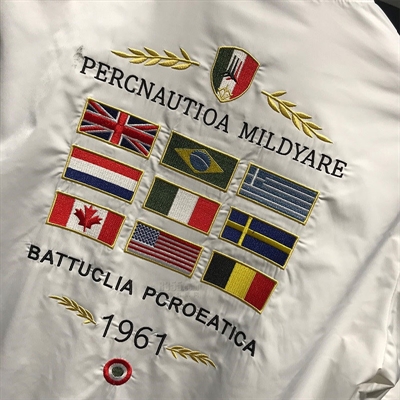 PERCNAUTIOA MILDYARE
BATTUCLIA PCROEATICA
1961